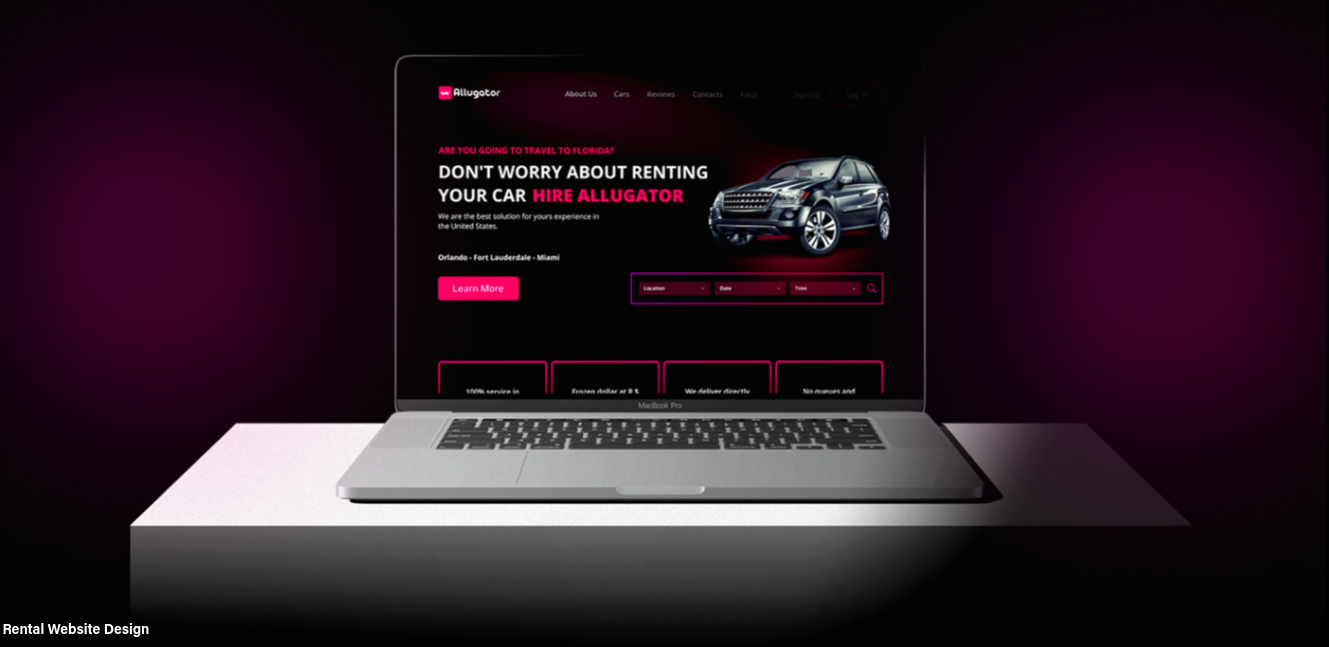 Allugator
About Us Cars Reviews Contacts FAQs Sign Up Log In
ARE YOU GOING TO TRAVEL TO FLORIDA?
DON'T WORRY ABOUT RENTING
YOUR CAR HIRE ALLUGATOR
We are the best solution for yours experience in
the United States.
Orlando - Fort Lauderdale - Miami
Learn More
Location Date Time
100% service in Frozen dollar at R$ We deliver directly No queues and
MacBook Pro
Rental Website Design